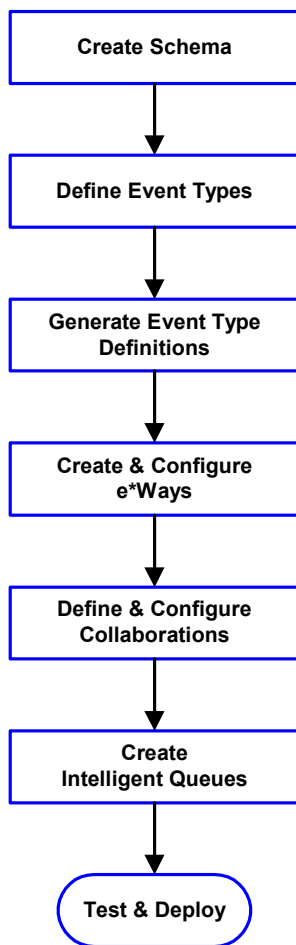 Create Schema
Define Event Types
Generate Event Type
Definitions
Create & Configure
e*Ways
Define & Configure
Collaborations
Create
Intelligent Queues
Test & Deploy